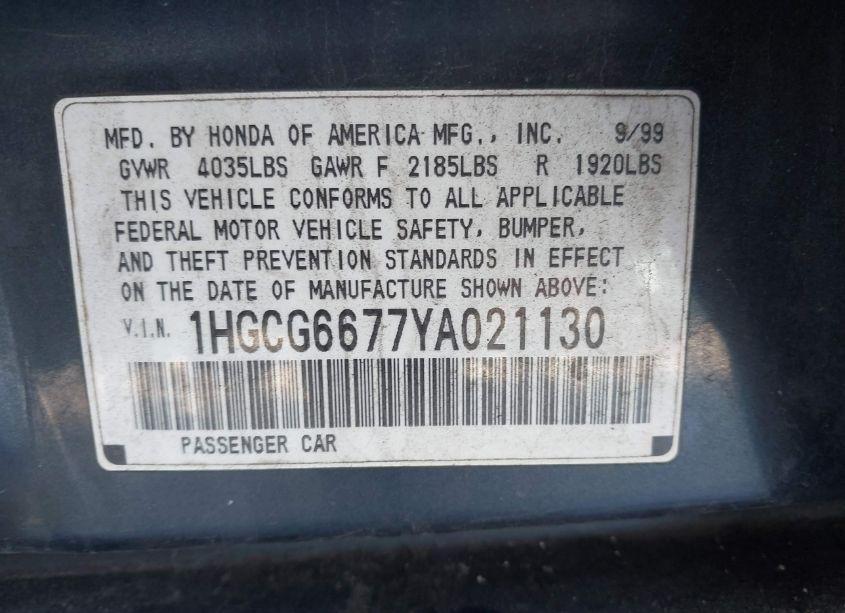 MFD. BY HONDA OF AMERICA MFG., INC. 9/99
GVWR 4035LBS GAWR F 2185LBS R 1920LBS
THIS VEHICLE CONFORMS TO ALL APPLICABLE
FEDERAL MOTOR VEHICLE SAFETY, BUMPER,
AND THEFT PREVENTION STANDARDS IN EFFECT
ON THE DATE OF MANUFACTURE SHOWN ABOVE:
V.I.N. 1HGCG6677YA021130
PASSENGER CAR